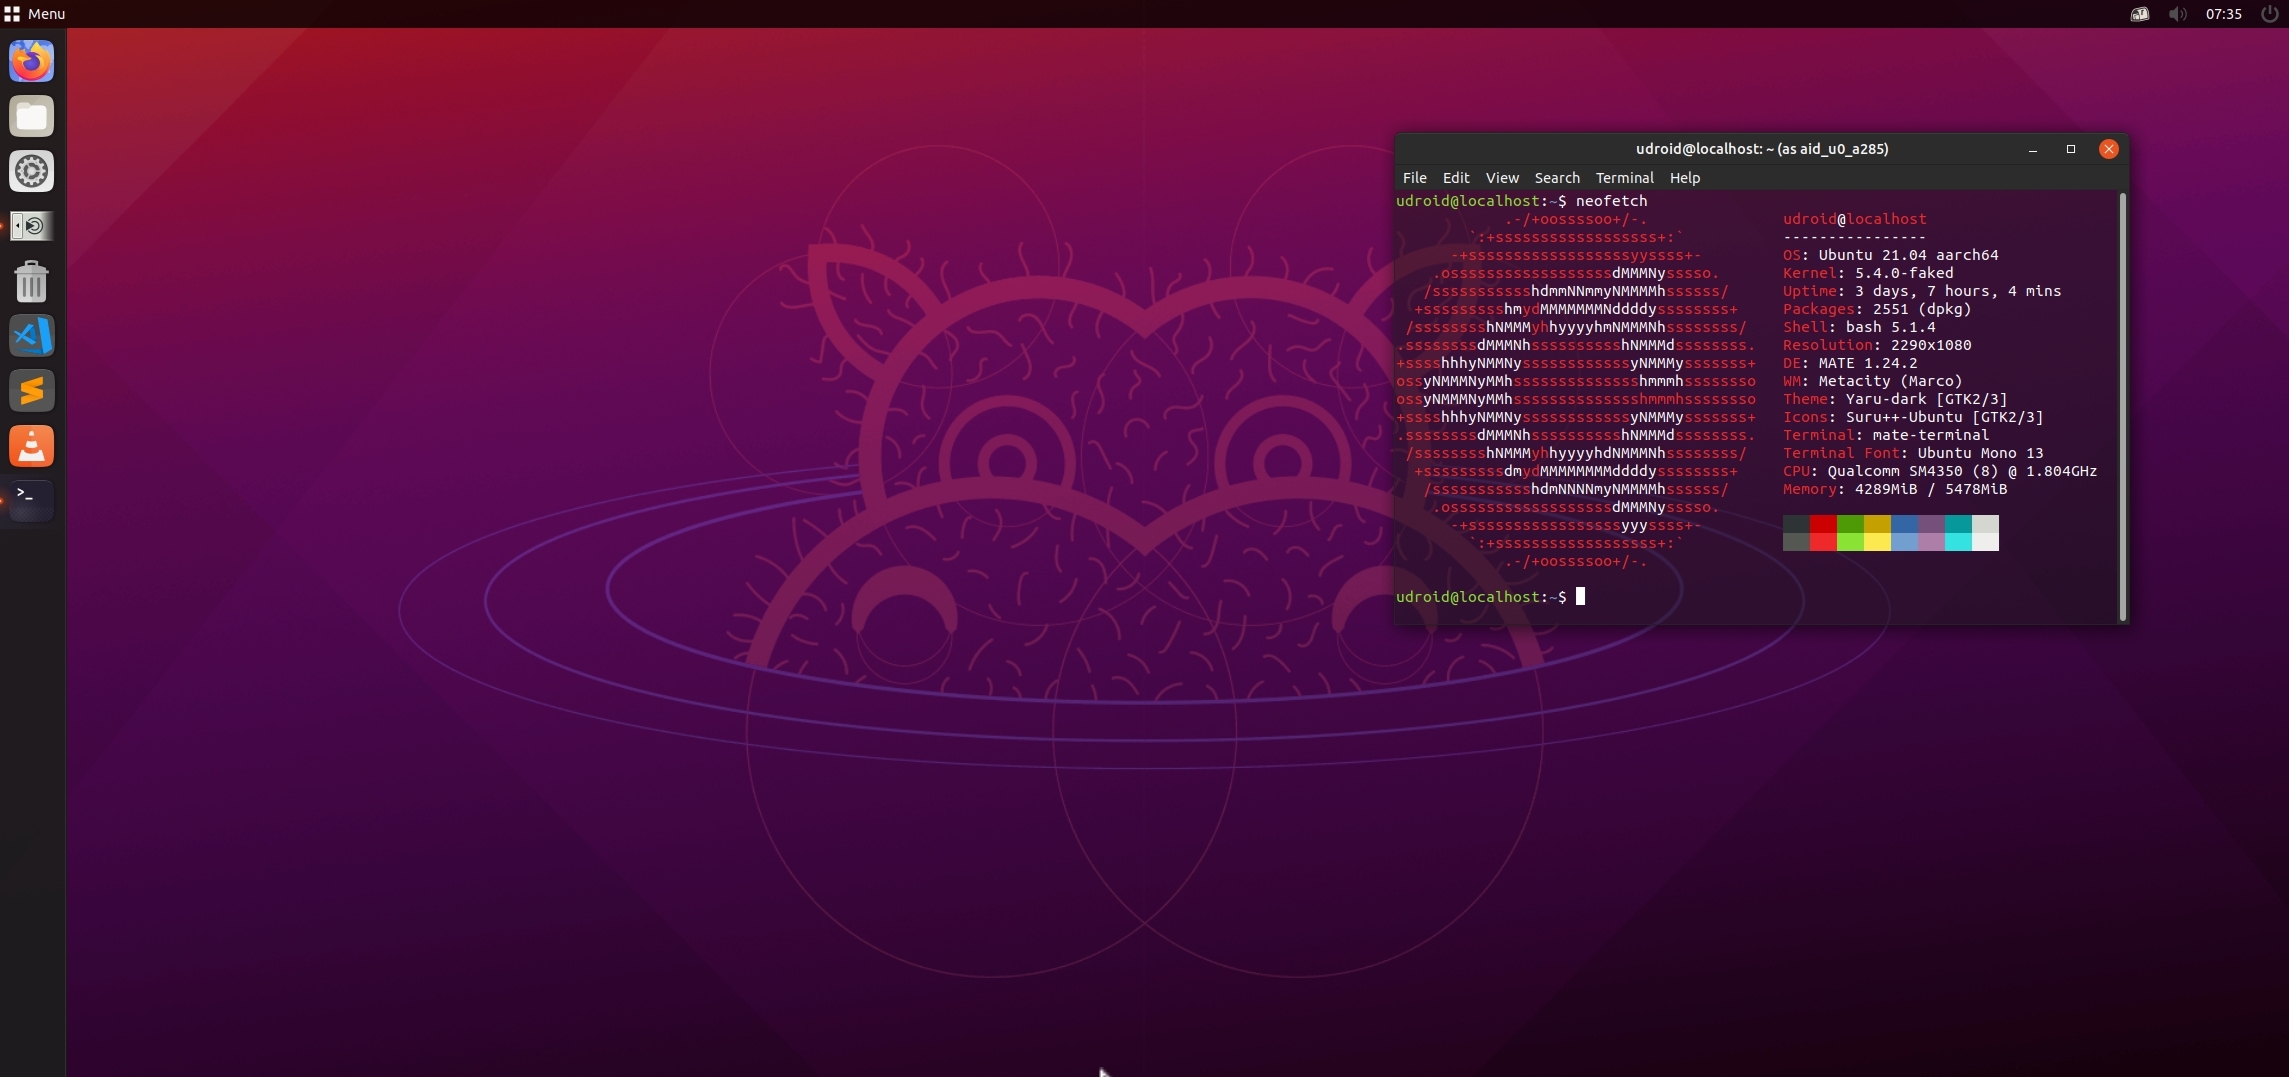 Menu
07:35
udroid@localhost: ~ (as aid_u0_a285)
File Edit View Search Terminal Help
udroid@localhost:~$ neofetch
.-/+oossssoo+/-.
`:+ssssssssssssssssss+:`
-+ssssssssssssssssssyyssss+-
.ossssssssssssssssssdMMMNysssso.
/ssssssssssshdmmNNmmyNMMMMhssssss/
+ssssssssshmydMMMMMMMNddddyssssssss+
/sssssssshNMMMyhhyyyyhmNMMMNhssssssss/
.ssssssssdMMMNhsssssssssshNMMMdssssssss.
+sssshhhyNMMNyssssssssssssyNMMMysssssss+
ossyNMMMNyMMhsssssssssssssshmmmhssssssso
ossyNMMMNyMMhsssssssssssssshmmmhssssssso
+sssshhhyNMMNyssssssssssssyNMMMysssssss+
.ssssssssdMMMNhsssssssssshNMMMdssssssss.
/sssssssshNMMMyhhyyyyhdNMMMNhssssssss/
+sssssssssdmydMMMMMMMMddddyssssssss+
/ssssssssssshdmNNNNmyNMMMMhssssss/
.ossssssssssssssssssdMMMNysssso.
-+sssssssssssssssssyyyssss+-
`:+ssssssssssssssssss+:`
.-/+oossssoo+/-.
udroid@localhost
----------------
OS: Ubuntu 21.04 aarch64
Kernel: 5.4.0-faked
Uptime: 3 days, 7 hours, 4 mins
Packages: 2551 (dpkg)
Shell: bash 5.1.4
Resolution: 2290x1080
DE: MATE 1.24.2
WM: Metacity (Marco)
Theme: Yaru-dark [GTK2/3]
Icons: Suru++-Ubuntu [GTK2/3]
Terminal: mate-terminal
Terminal Font: Ubuntu Mono 13
CPU: Qualcomm SM4350 (8) @ 1.804GHz
Memory: 4289MiB / 5478MiB
udroid@localhost:~$